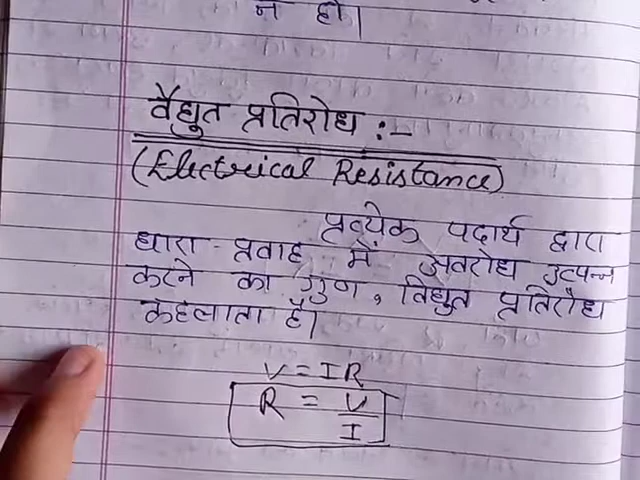 न हो।
वैद्युत प्रतिरोध :-
(Electrical Resistance)
प्रत्येक पदार्थ द्वारा
धारा-प्रवाह में अवरोध उत्पन्न
करने का गुण, विद्युत प्रतिरोध
कहलाता है।
V = IR
R = V/I